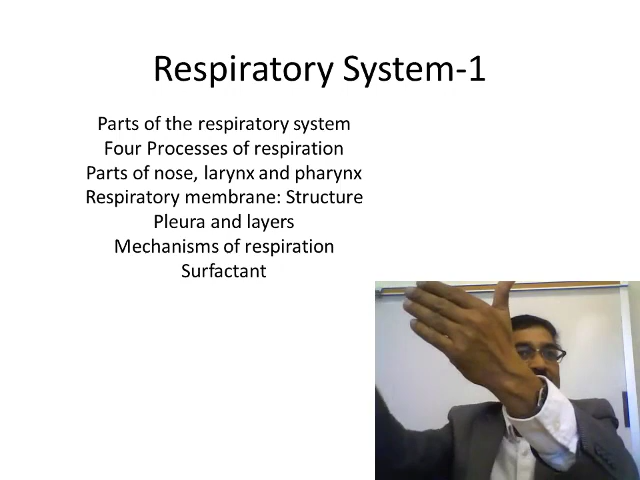 Respiratory System-1
Parts of the respiratory system
Four Processes of respiration
Parts of nose, larynx and pharynx
Respiratory membrane: Structure
Pleura and layers
Mechanisms of respiration
Surfactant